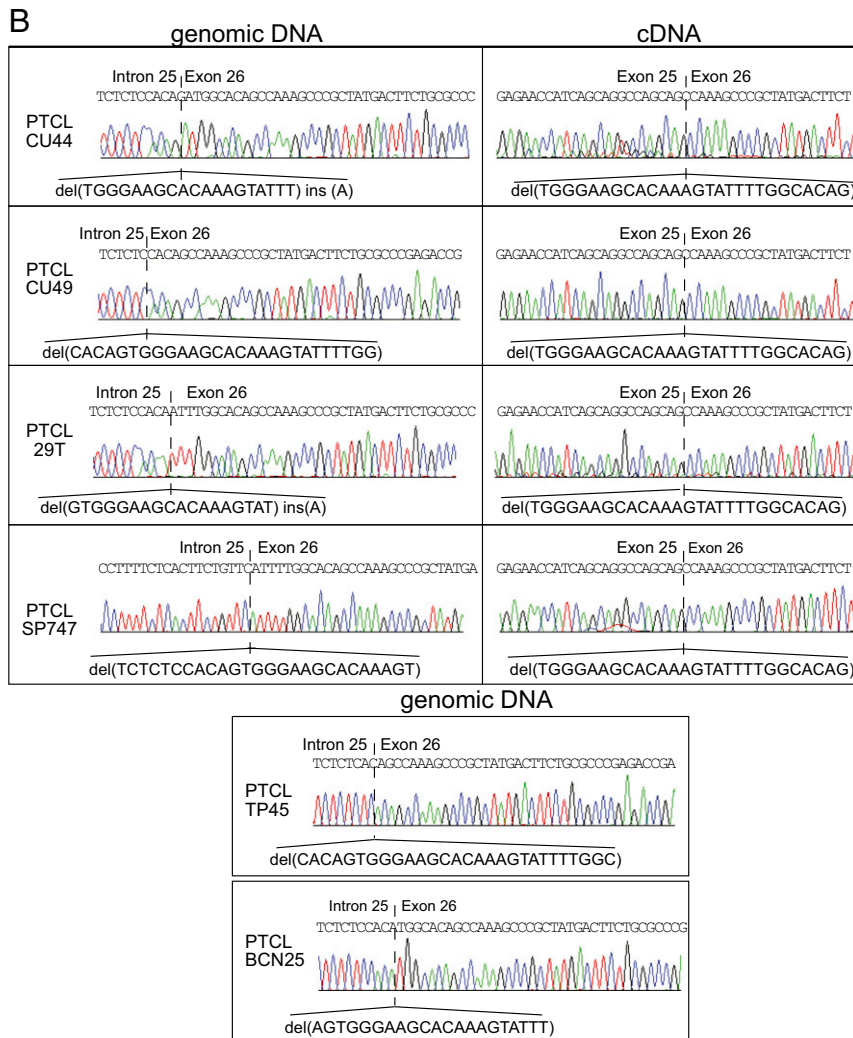 B
genomic DNA
cDNA
PTCL
CU44
Intron 25 Exon 26
TCTCTCCACAGATGGCACAGCCAAAGCCCGCTATGACTTCTGCGCCC
del(TGGGAAGCACAAAGTATTT) ins (A)
Exon 25 Exon 26
GAGAACCATCAGCAGGCCAGCAGCCAAAGCCCGCTATGACTTCT
del(TGGGAAGCACAAAGTATTTTGGCACAG)
PTCL
CU49
Intron 25 Exon 26
TCTCTCCACAGCCAAAGCCCGCTATGACTTCTGCGCCCGAGACCG
del(CACAGTGGGAAGCACAAAGTATTTTGG)
Exon 25 Exon 26
GAGAACCATCAGCAGGCCAGCAGCCAAAGCCCGCTATGACTTCT
del(TGGGAAGCACAAAGTATTTTGGCACAG)
PTCL
29T
Intron 25 Exon 26
TCTCTCCACAATTTGGCACAGCCAAAGCCCGCTATGACTTCTGCGCCC
del(GTGGGAAGCACAAAGTAT) ins(A)
Exon 25 Exon 26
GAGAACCATCAGCAGGCCAGCAGCCAAAGCCCGCTATGACTTCT
del(TGGGAAGCACAAAGTATTTTGGCACAG)
PTCL
SP747
Intron 25 Exon 26
CCTTTTCTCACTTCTGTTCATTTTGGCACAGCCAAAGCCCGCTATGA
del(TCTCTCCACAGTGGGAAGCACAAAGT)
Exon 25 Exon 26
GAGAACCATCAGCAGGCCAGCAGCCAAAGCCCGCTATGACTTCT
del(TGGGAAGCACAAAGTATTTTGGCACAG)
genomic DNA
PTCL
TP45
Intron 25 Exon 26
TCTCTCACAGCCAAAGCCCGCTATGACTTCTGCGCCCGAGACCGA
del(CACAGTGGGAAGCACAAAGTATTTTGGC)
PTCL
BCN25
Intron 25 Exon 26
TCTCTCCACATGGCACAGCCAAAGCCCGCTATGACTTCTGCGCCCG
del(AGTGGGAAGCACAAAGTATTT)